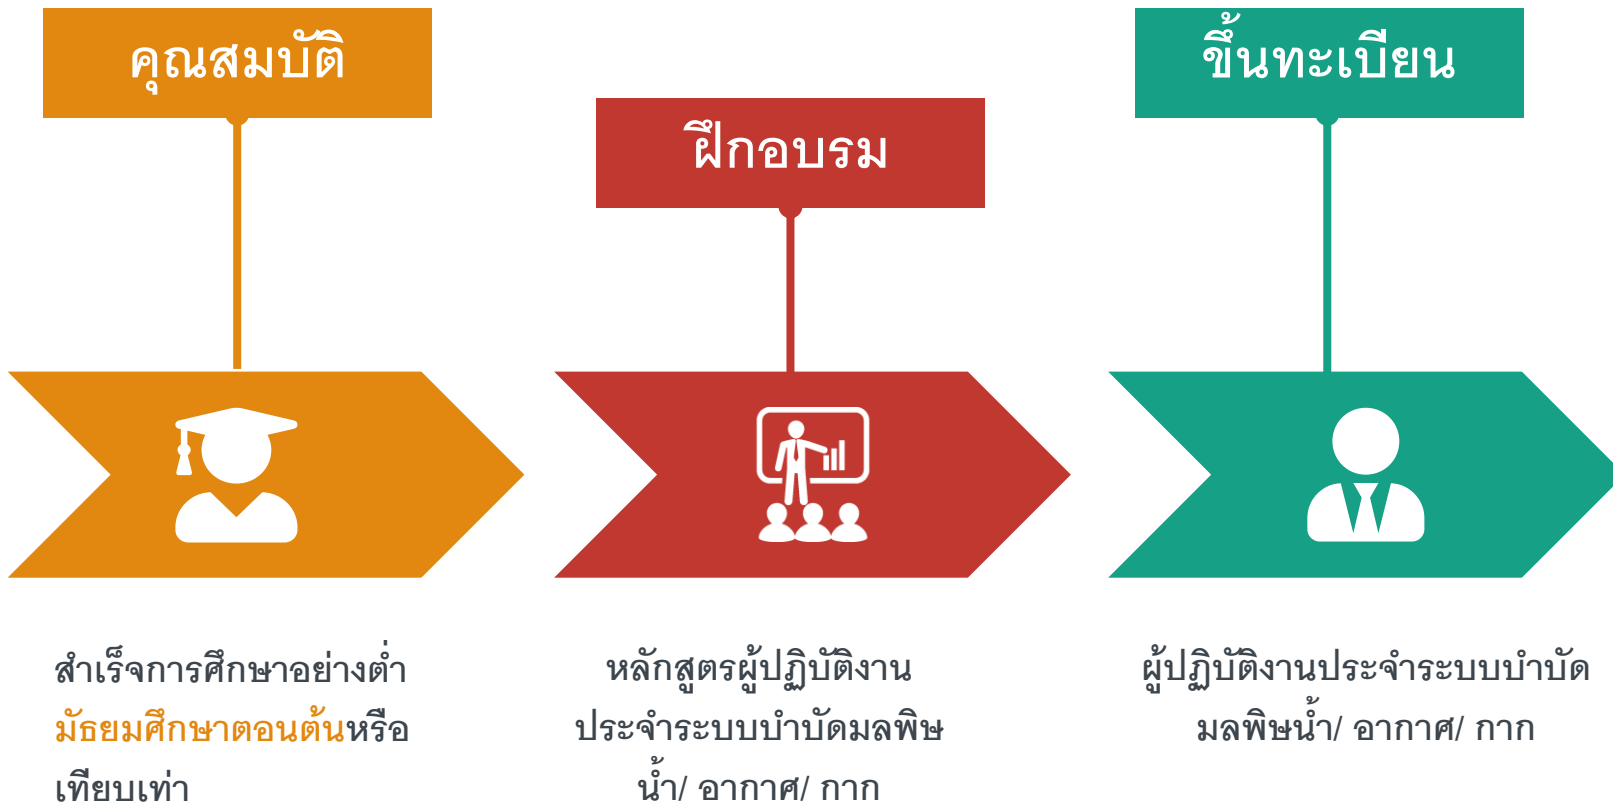 คุณสมบัติ
ฝึกอบรม
ขึ้นทะเบียน
สำเร็จการศึกษาอย่างต่ำ
มัธยมศึกษาตอนต้นหรือ
เทียบเท่า
หลักสูตรผู้ปฏิบัติงาน
ประจำระบบบำบัดมลพิษ
น้ำ/ อากาศ/ กาก
ผู้ปฏิบัติงานประจำระบบบำบัด
มลพิษน้ำ/ อากาศ/ กาก